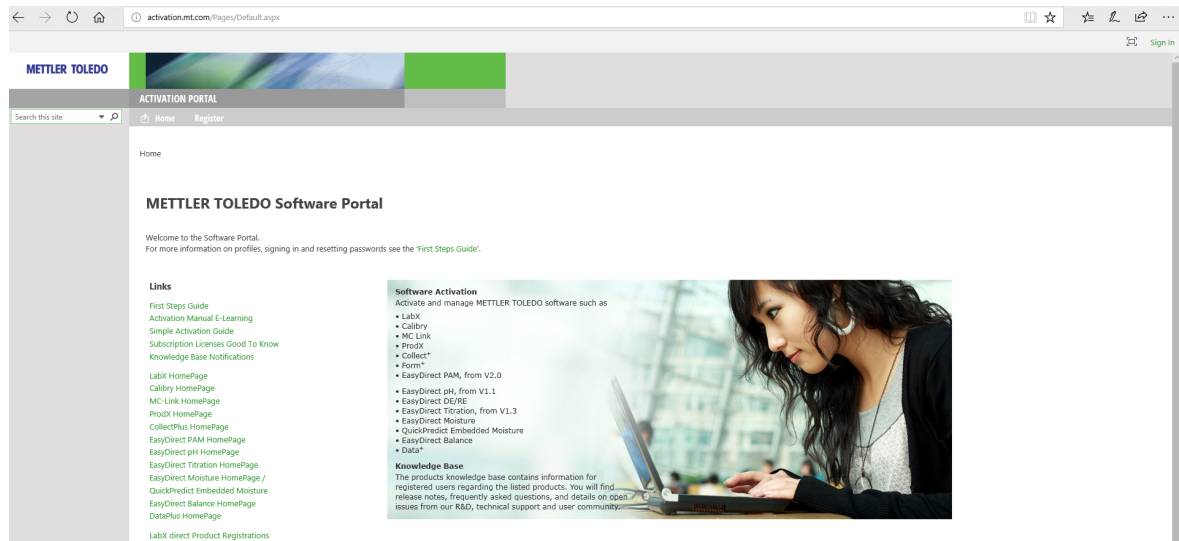 activation.mt.com/Pages/Default.aspx
Sign In
METTLER TOLEDO
ACTIVATION PORTAL
Search this site
Home Register
Home
METTLER TOLEDO Software Portal
Welcome to the Software Portal.
For more information on profiles, signing in and resetting passwords see the 'First Steps Guide'.
Links
First Steps Guide
Activation Manual E-Learning
Simple Activation Guide
Subscription Licenses Good To Know
Knowledge Base Notifications
LabX HomePage
Calibry HomePage
MC-Link HomePage
ProdX HomePage
CollectPlus HomePage
EasyDirect PAM HomePage
EasyDirect pH HomePage
EasyDirect Titration HomePage
EasyDirect Moisture HomePage /
QuickPredict Embedded Moisture
EasyDirect Balance HomePage
DataPlus HomePage
LabX direct Product Registrations
Software Activation
Activate and manage METTLER TOLEDO software such as
• LabX
• Calibry
• MC Link
• ProdX
• Collect⁺
• Form⁺
• EasyDirect PAM, from V2.0
• EasyDirect pH, from V1.1
• EasyDirect DE/RE
• EasyDirect Titration, from V1.3
• EasyDirect Moisture
• QuickPredict Embedded Moisture
• EasyDirect Balance
• Data⁺
Knowledge Base
The products knowledge base contains information for
registered users regarding the listed products. You will find
release notes, frequently asked questions, and details on open
issues from our R&D, technical support and user community.